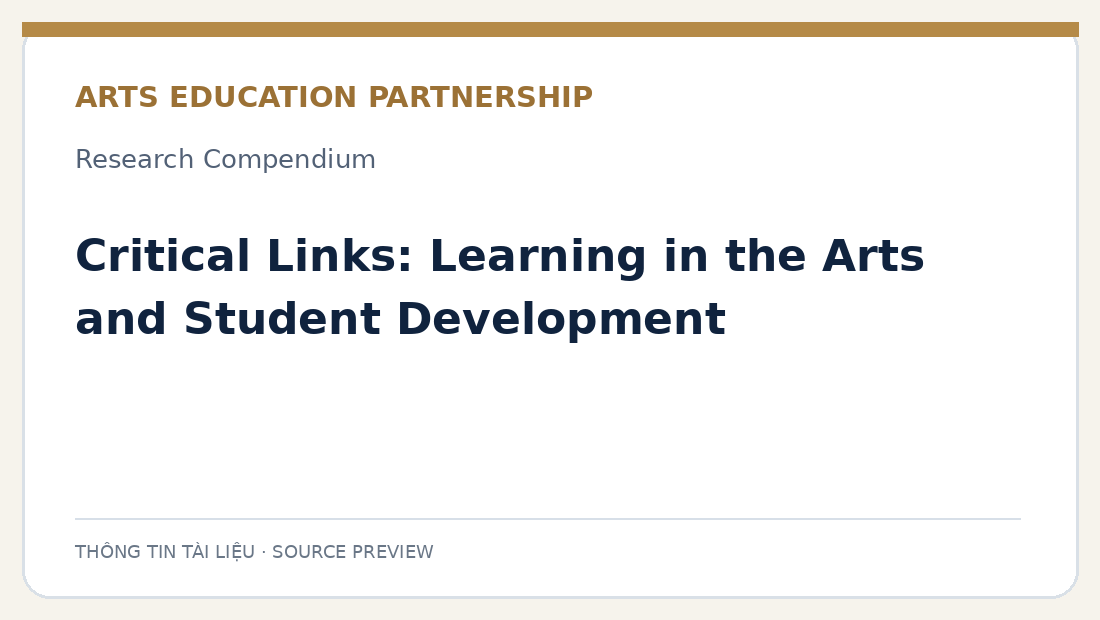 ARTS EDUCATION PARTNERSHIP
Research Compendium
Critical Links: Learning in the Arts
and Student Development
THÔNG TIN TÀI LIỆU · SOURCE PREVIEW